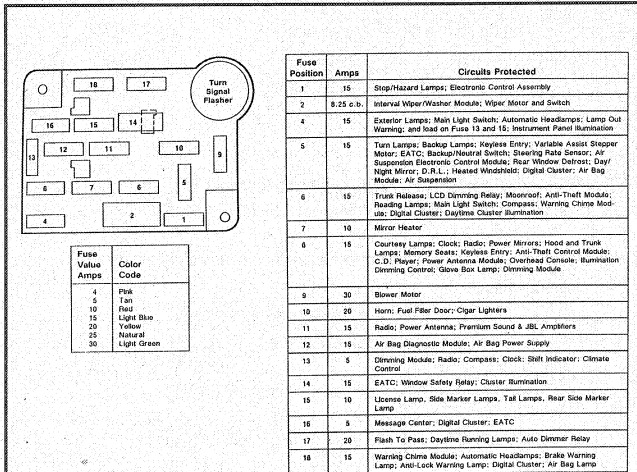 18
17
Turn
Signal
Flasher
16
15
14
13
12
11
10
9
8
7
6
5
4
2
1
Fuse
Value
Amps
Color
Code
4 Pink
5 Tan
10 Red
15 Light Blue
20 Yellow
25 Natural
30 Light Green
Fuse
Position
Amps
Circuits Protected
1 15 Stop/Hazard Lamps; Electronic Control Assembly
2 8.25 c.b. Interval Wiper/Washer Module; Wiper Motor and Switch
4 15 Exterior Lamps; Main Light Switch; Automatic Headlamps; Lamp Out
Warning; and load on Fuse 13 and 15; Instrument Panel Illumination
5 15 Turn Lamps; Backup Lamps; Keyless Entry; Variable Assist Stepper
Motor; EATC; Backup/Neutral Switch; Steering Rate Sensor; Air
Suspension Electronic Control Module; Rear Window Defrost; Day/
Night Mirror; D.R.L.; Heated Windshield; Digital Cluster; Air Bag
Module; Air Suspension
6 15 Trunk Release; LCD Dimming Relay; Moonroof; Anti-Theft Module;
Reading Lamps; Main Light Switch; Compass; Warning Chime Mod-
ule; Digital Cluster; Daytime Cluster Illumination
7 10 Mirror Heater
8 15 Courtesy Lamps; Clock; Radio; Power Mirrors; Hood and Trunk
Lamps; Memory Seats; Keyless Entry; Anti-Theft Control Module;
C.D. Player; Power Antenna Module; Overhead Console; Illumination
Dimming Control; Glove Box Lamp; Dimming Module
9 30 Blower Motor
10 20 Horn; Fuel Filler Door; Cigar Lighters
11 15 Radio; Power Antenna; Premium Sound & JBL Amplifiers
12 15 Air Bag Diagnostic Module; Air Bag Power Supply
13 5 Dimming Module; Radio; Compass; Clock; Shift Indicator; Climate
Control
14 15 EATC; Window Safety Relay; Cluster Illumination
15 10 License Lamp, Side Marker Lamps, Tail Lamps, Rear Side Marker
Lamp
16 5 Message Center; Digital Cluster; EATC
17 20 Flash To Pass; Daytime Running Lamps; Auto Dimmer Relay
18 15 Warning Chime Module; Automatic Headlamps; Brake Warning
Lamp; Anti-Lock Warning Lamp; Digital Cluster; Air Bag Lamp